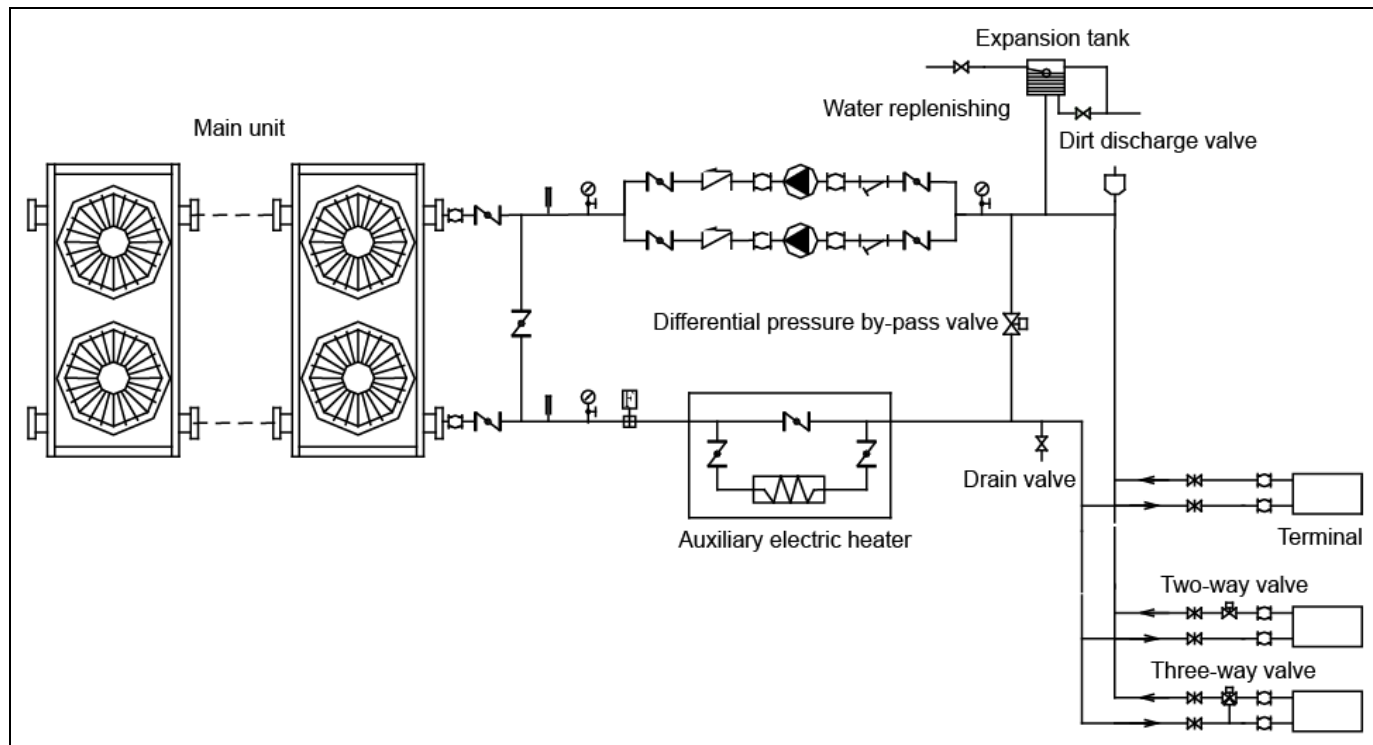 Expansion tank
Water replenishing
Main unit
Dirt discharge valve
Differential pressure by-pass valve
F
Drain valve
Auxiliary electric heater
Terminal
Two-way valve
Three-way valve